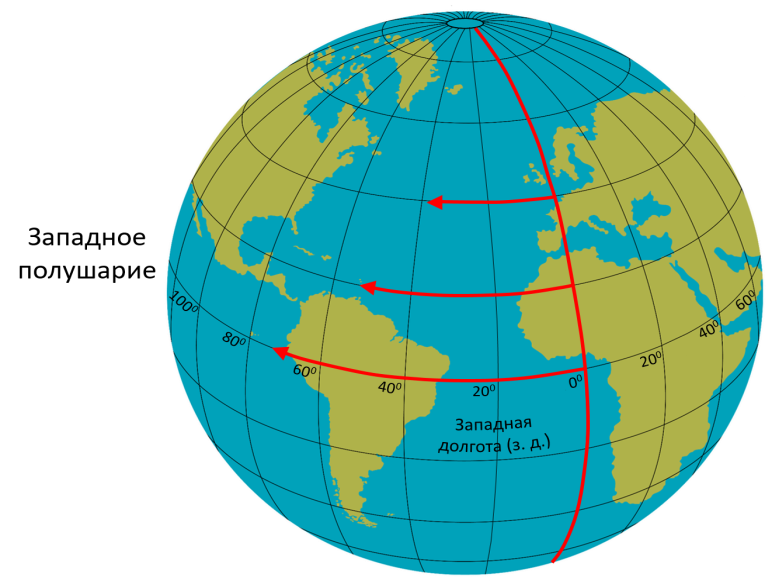 Западное
полушарие
100⁰
80⁰
60⁰
40⁰
20⁰
0⁰
20⁰
40⁰
60⁰
Западная
долгота (з. д.)